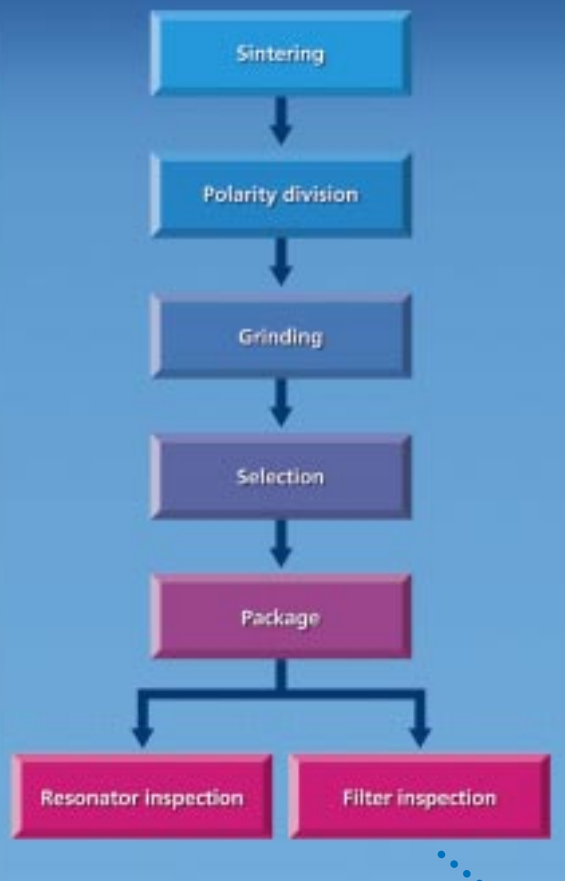 Sintering
Polarity division
Grinding
Selection
Package
Resonator inspection
Filter inspection